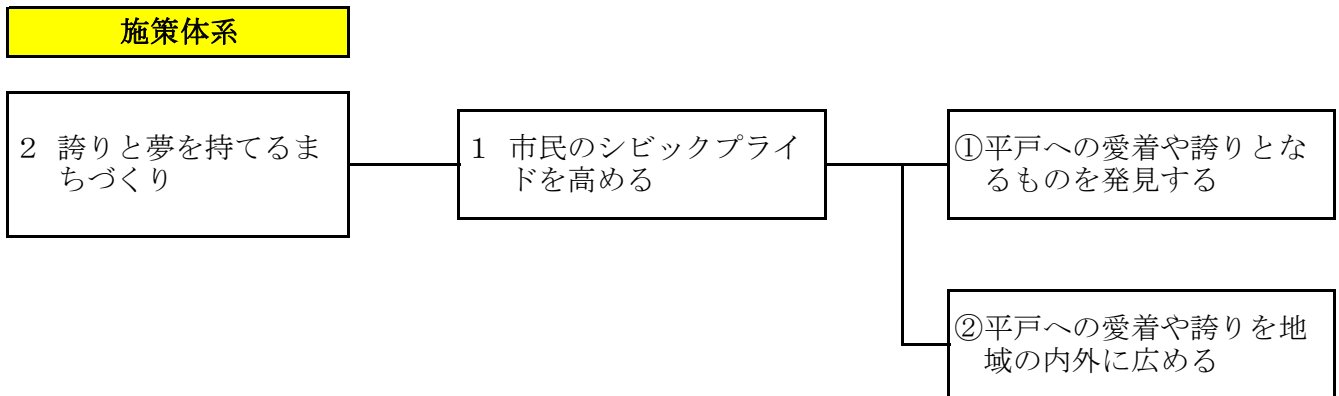 施策体系
2 誇りと夢を持てるま
ちづくり
1 市民のシビックプライ
ドを高める
①平戸への愛着や誇りとな
るものを発見する
②平戸への愛着や誇りを地
域の内外に広める